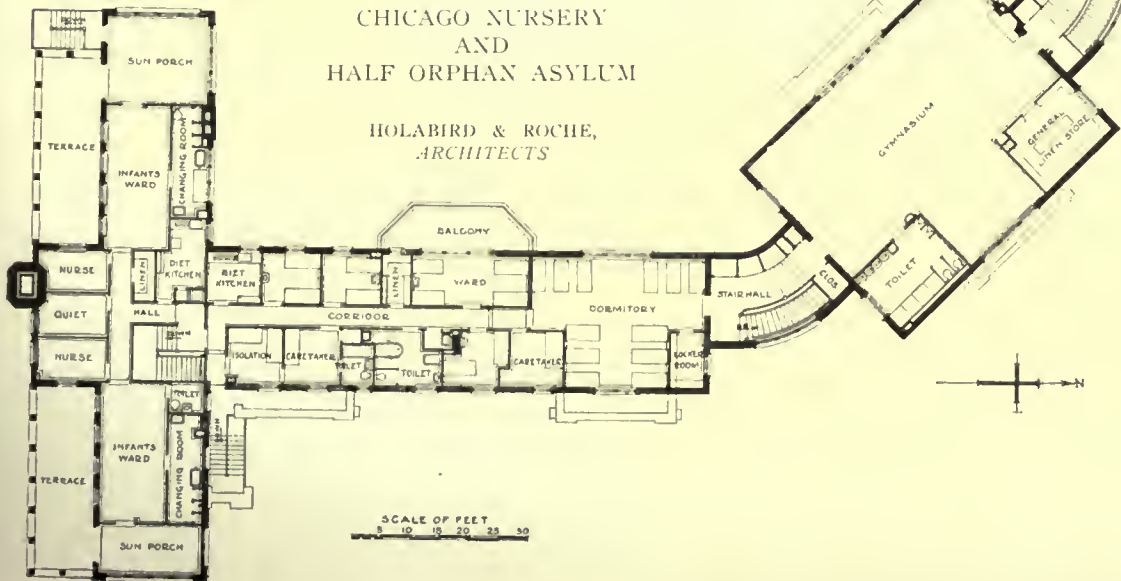 CHICAGO NURSERY
AND
HALF ORPHAN ASYLUM
HOLABIRD & ROCHE,
ARCHITECTS
SUN PORCH
TERRACE
INFANTS
WARD
CHANGING ROOM
DIET
KITCHEN
LINEN
NURSE
QUIET
NURSE
HALL
DIET
KITCHEN
LINEN
WARD
BALCONY
CORRIDOR
ISOLATION
CARETAKER
TOILET
TOILET
CARETAKER
DORMITORY
LOCKER
ROOM
STAIR HALL
CLOS.
TOILET
GYMNASIUM
GENERAL
LINEN STORE
N
TOILET
INFANTS
WARD
CHANGING ROOM
TERRACE
SUN PORCH
DOWN
SCALE OF FEET
5 10 15 20 25 30